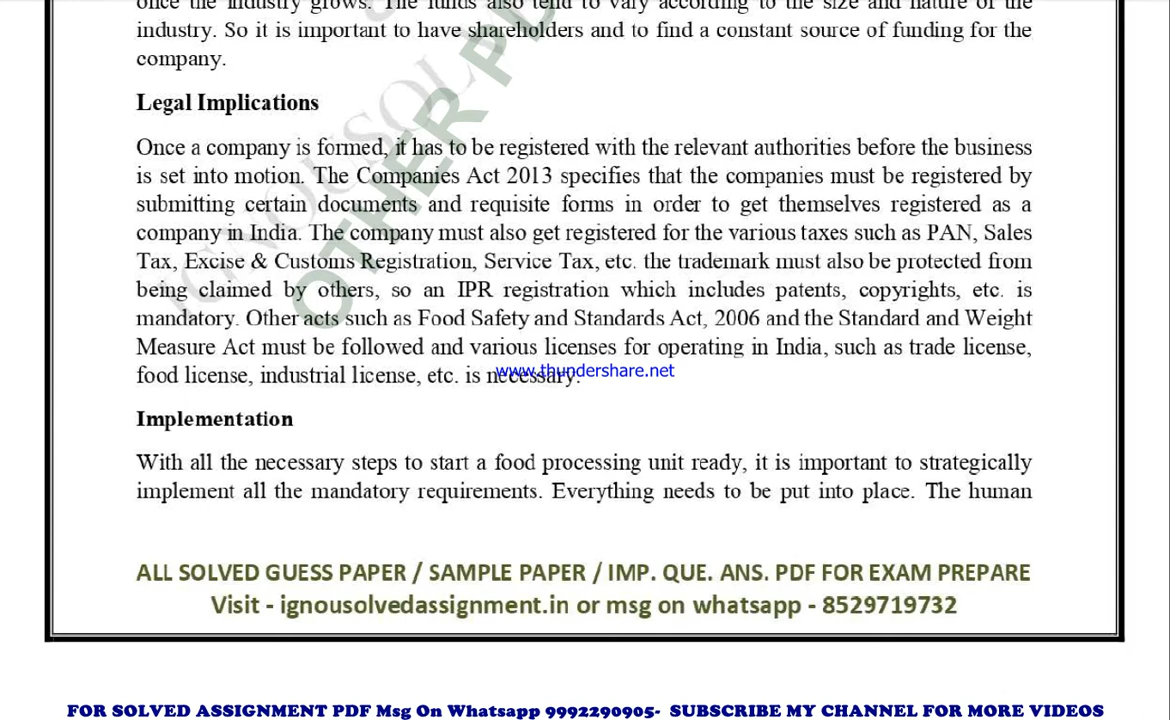 once the industry grows. The funds also tend to vary according to the size and nature of the
industry. So it is important to have shareholders and to find a constant source of funding for the
company.
Legal Implications
Once a company is formed, it has to be registered with the relevant authorities before the business
is set into motion. The Companies Act 2013 specifies that the companies must be registered by
submitting certain documents and requisite forms in order to get themselves registered as a
company in India. The company must also get registered for the various taxes such as PAN, Sales
Tax, Excise & Customs Registration, Service Tax, etc. the trademark must also be protected from
being claimed by others, so an IPR registration which includes patents, copyrights, etc. is
mandatory. Other acts such as Food Safety and Standards Act, 2006 and the Standard and Weight
Measure Act must be followed and various licenses for operating in India, such as trade license,
food license, industrial license, etc. is necessary.
www.thundershare.net
Implementation
With all the necessary steps to start a food processing unit ready, it is important to strategically
implement all the mandatory requirements. Everything needs to be put into place. The human
OTHER
ALL SOLVED GUESS PAPER / SAMPLE PAPER / IMP. QUE. ANS. PDF FOR EXAM PREPARE
Visit - ignousolvedassignment.in or msg on whatsapp - 8529719732
FOR SOLVED ASSIGNMENT PDF Msg On Whatsapp 9992290905- SUBSCRIBE MY CHANNEL FOR MORE VIDEOS